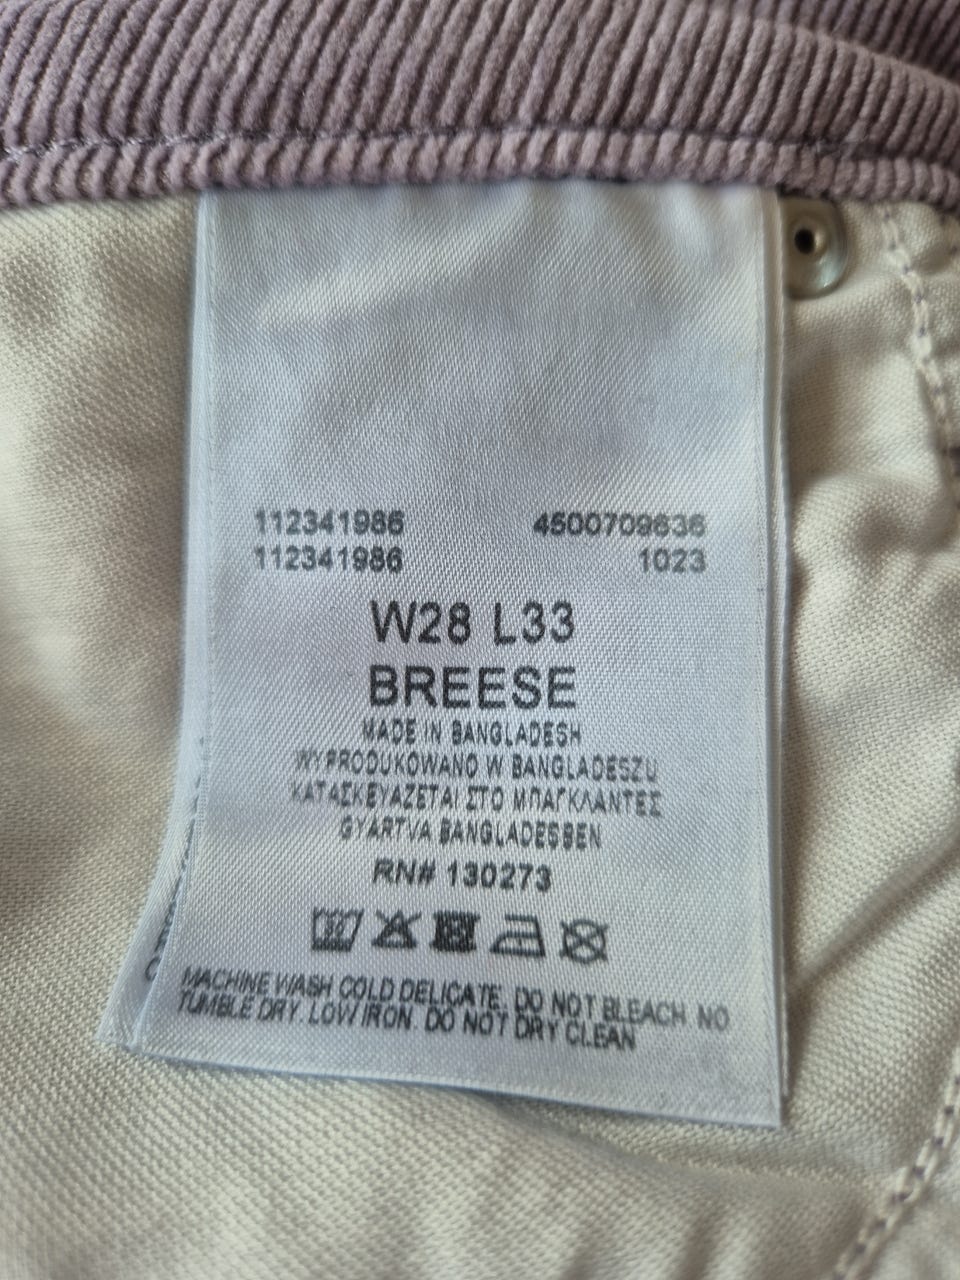 112341986 4500709636
112341986 1023
W28 L33
BREESE
MADE IN BANGLADESH
WYPRODUKOWANO W BANGLADESZU
ΚΑΤΑΣΚΕΥΑΖΕΤΑΙ ΣΤΟ ΜΠΑΓΚΛΑΝΤΕΣ
GYARTVA BANGLADESBEN
RN# 130273
MACHINE WASH COLD DELICATE. DO NOT BLEACH. NO
TUMBLE DRY. LOW IRON. DO NOT DRY CLEAN